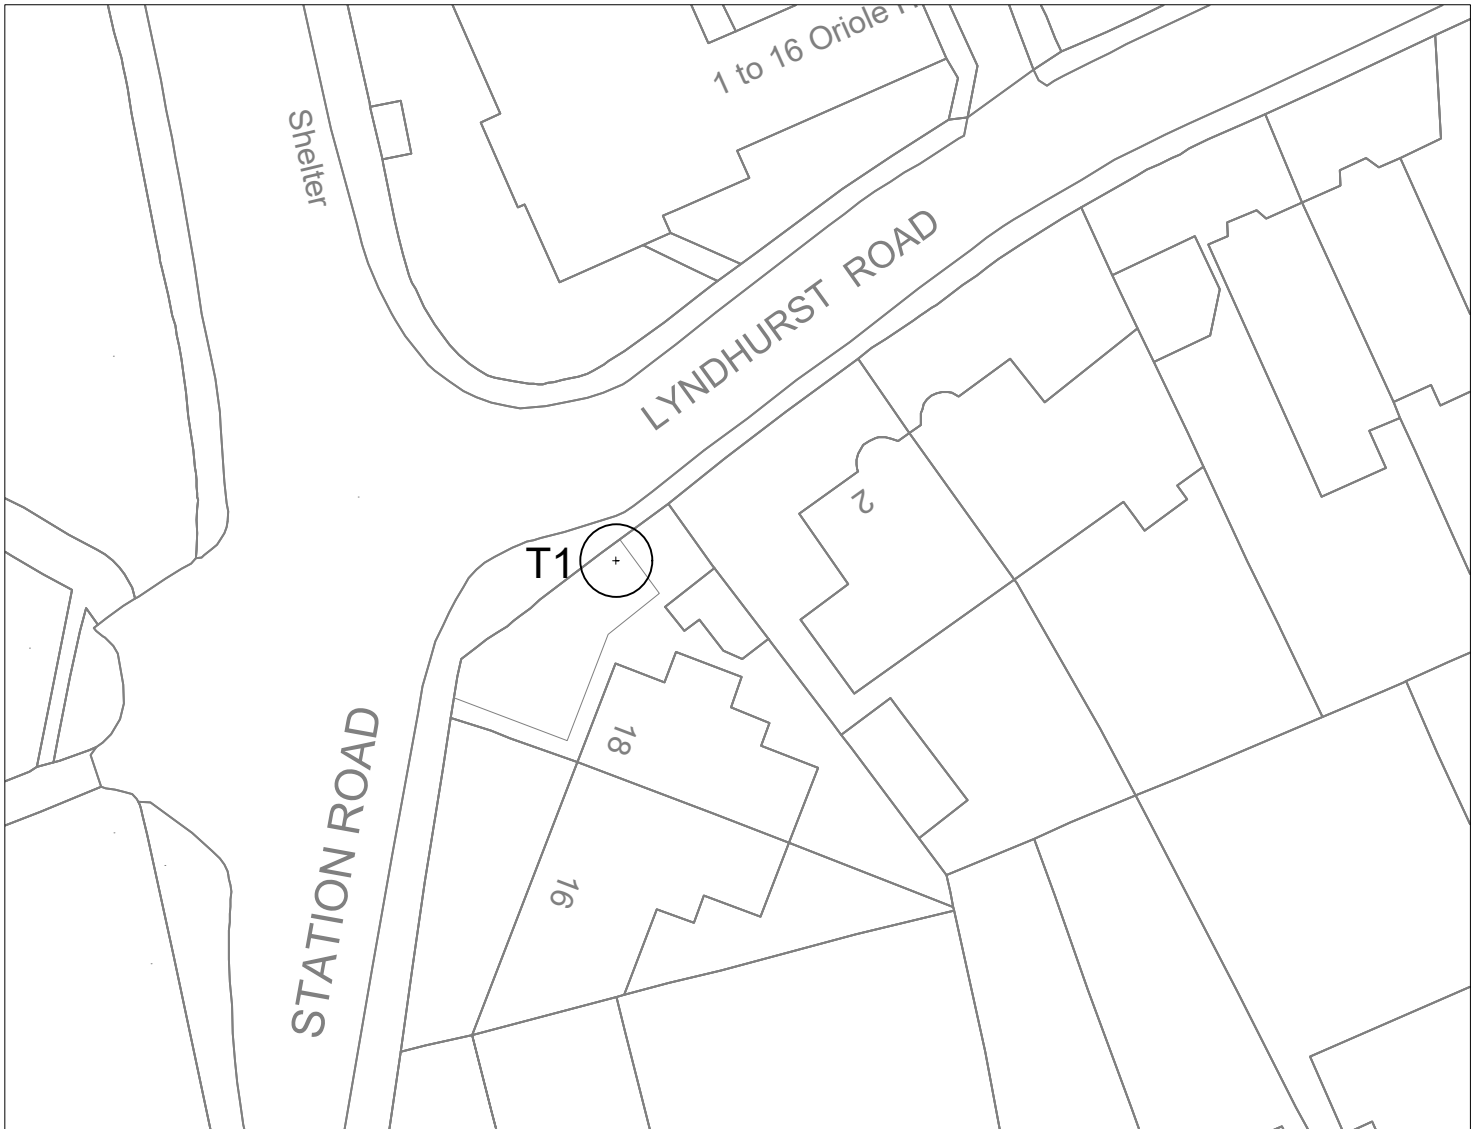 1 to 16 Oriole
Shelter
LYNDHURST ROAD
2
T1
STATION ROAD
18
16